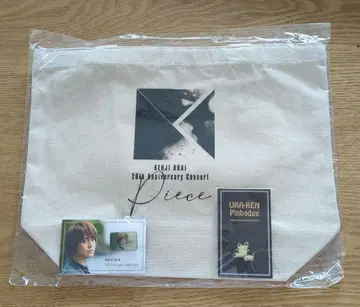 KENJI URAI
20th Anniversary Concert
Piece
URA-KEN
Pinbadge